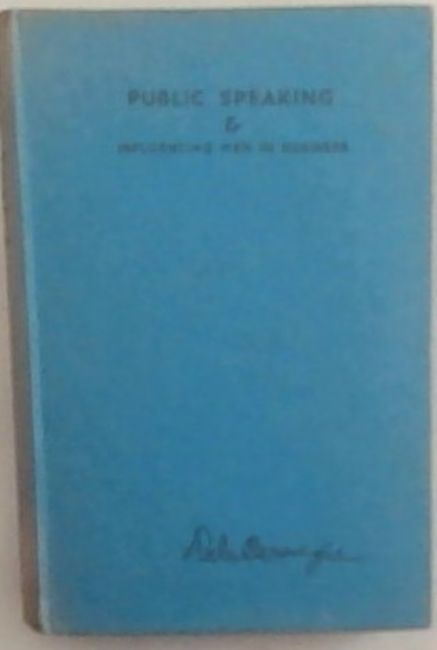 PUBLIC SPEAKING
&
INFLUENCING MEN IN BUSINESS
Dale Carnegie